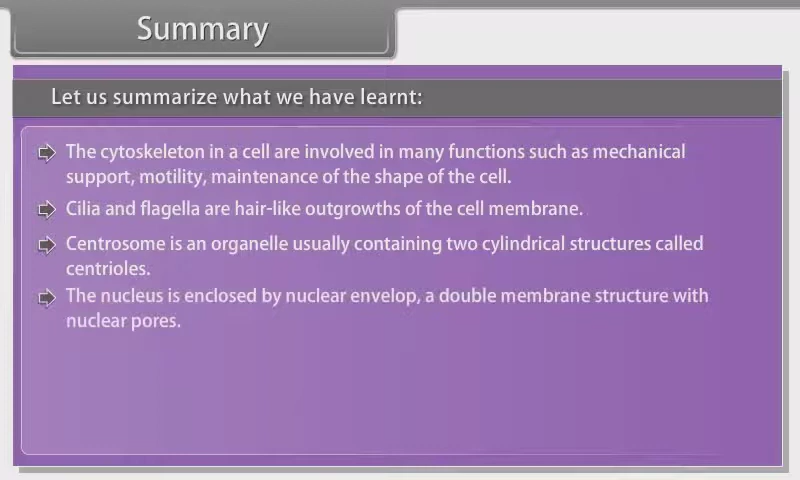 Summary
Let us summarize what we have learnt:
The cytoskeleton in a cell are involved in many functions such as mechanical
support, motility, maintenance of the shape of the cell.
Cilia and flagella are hair-like outgrowths of the cell membrane.
Centrosome is an organelle usually containing two cylindrical structures called
centrioles.
The nucleus is enclosed by nuclear envelop, a double membrane structure with
nuclear pores.